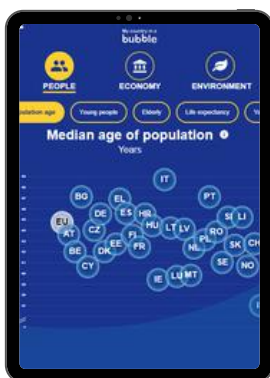 My country in a
bubble
PEOPLE
ECONOMY
ENVIRONMENT
Young people
Elderly
Life expectancy
Median age of population
Years
IT
BG
EL
PT
EU
DE
ES
HR
SI
LI
AT
CZ
HU
LT
LV
RO
FI
PL
BE
DK
EE
FR
NL
SK
CH
CY
SE
NO
IE
LU
MT